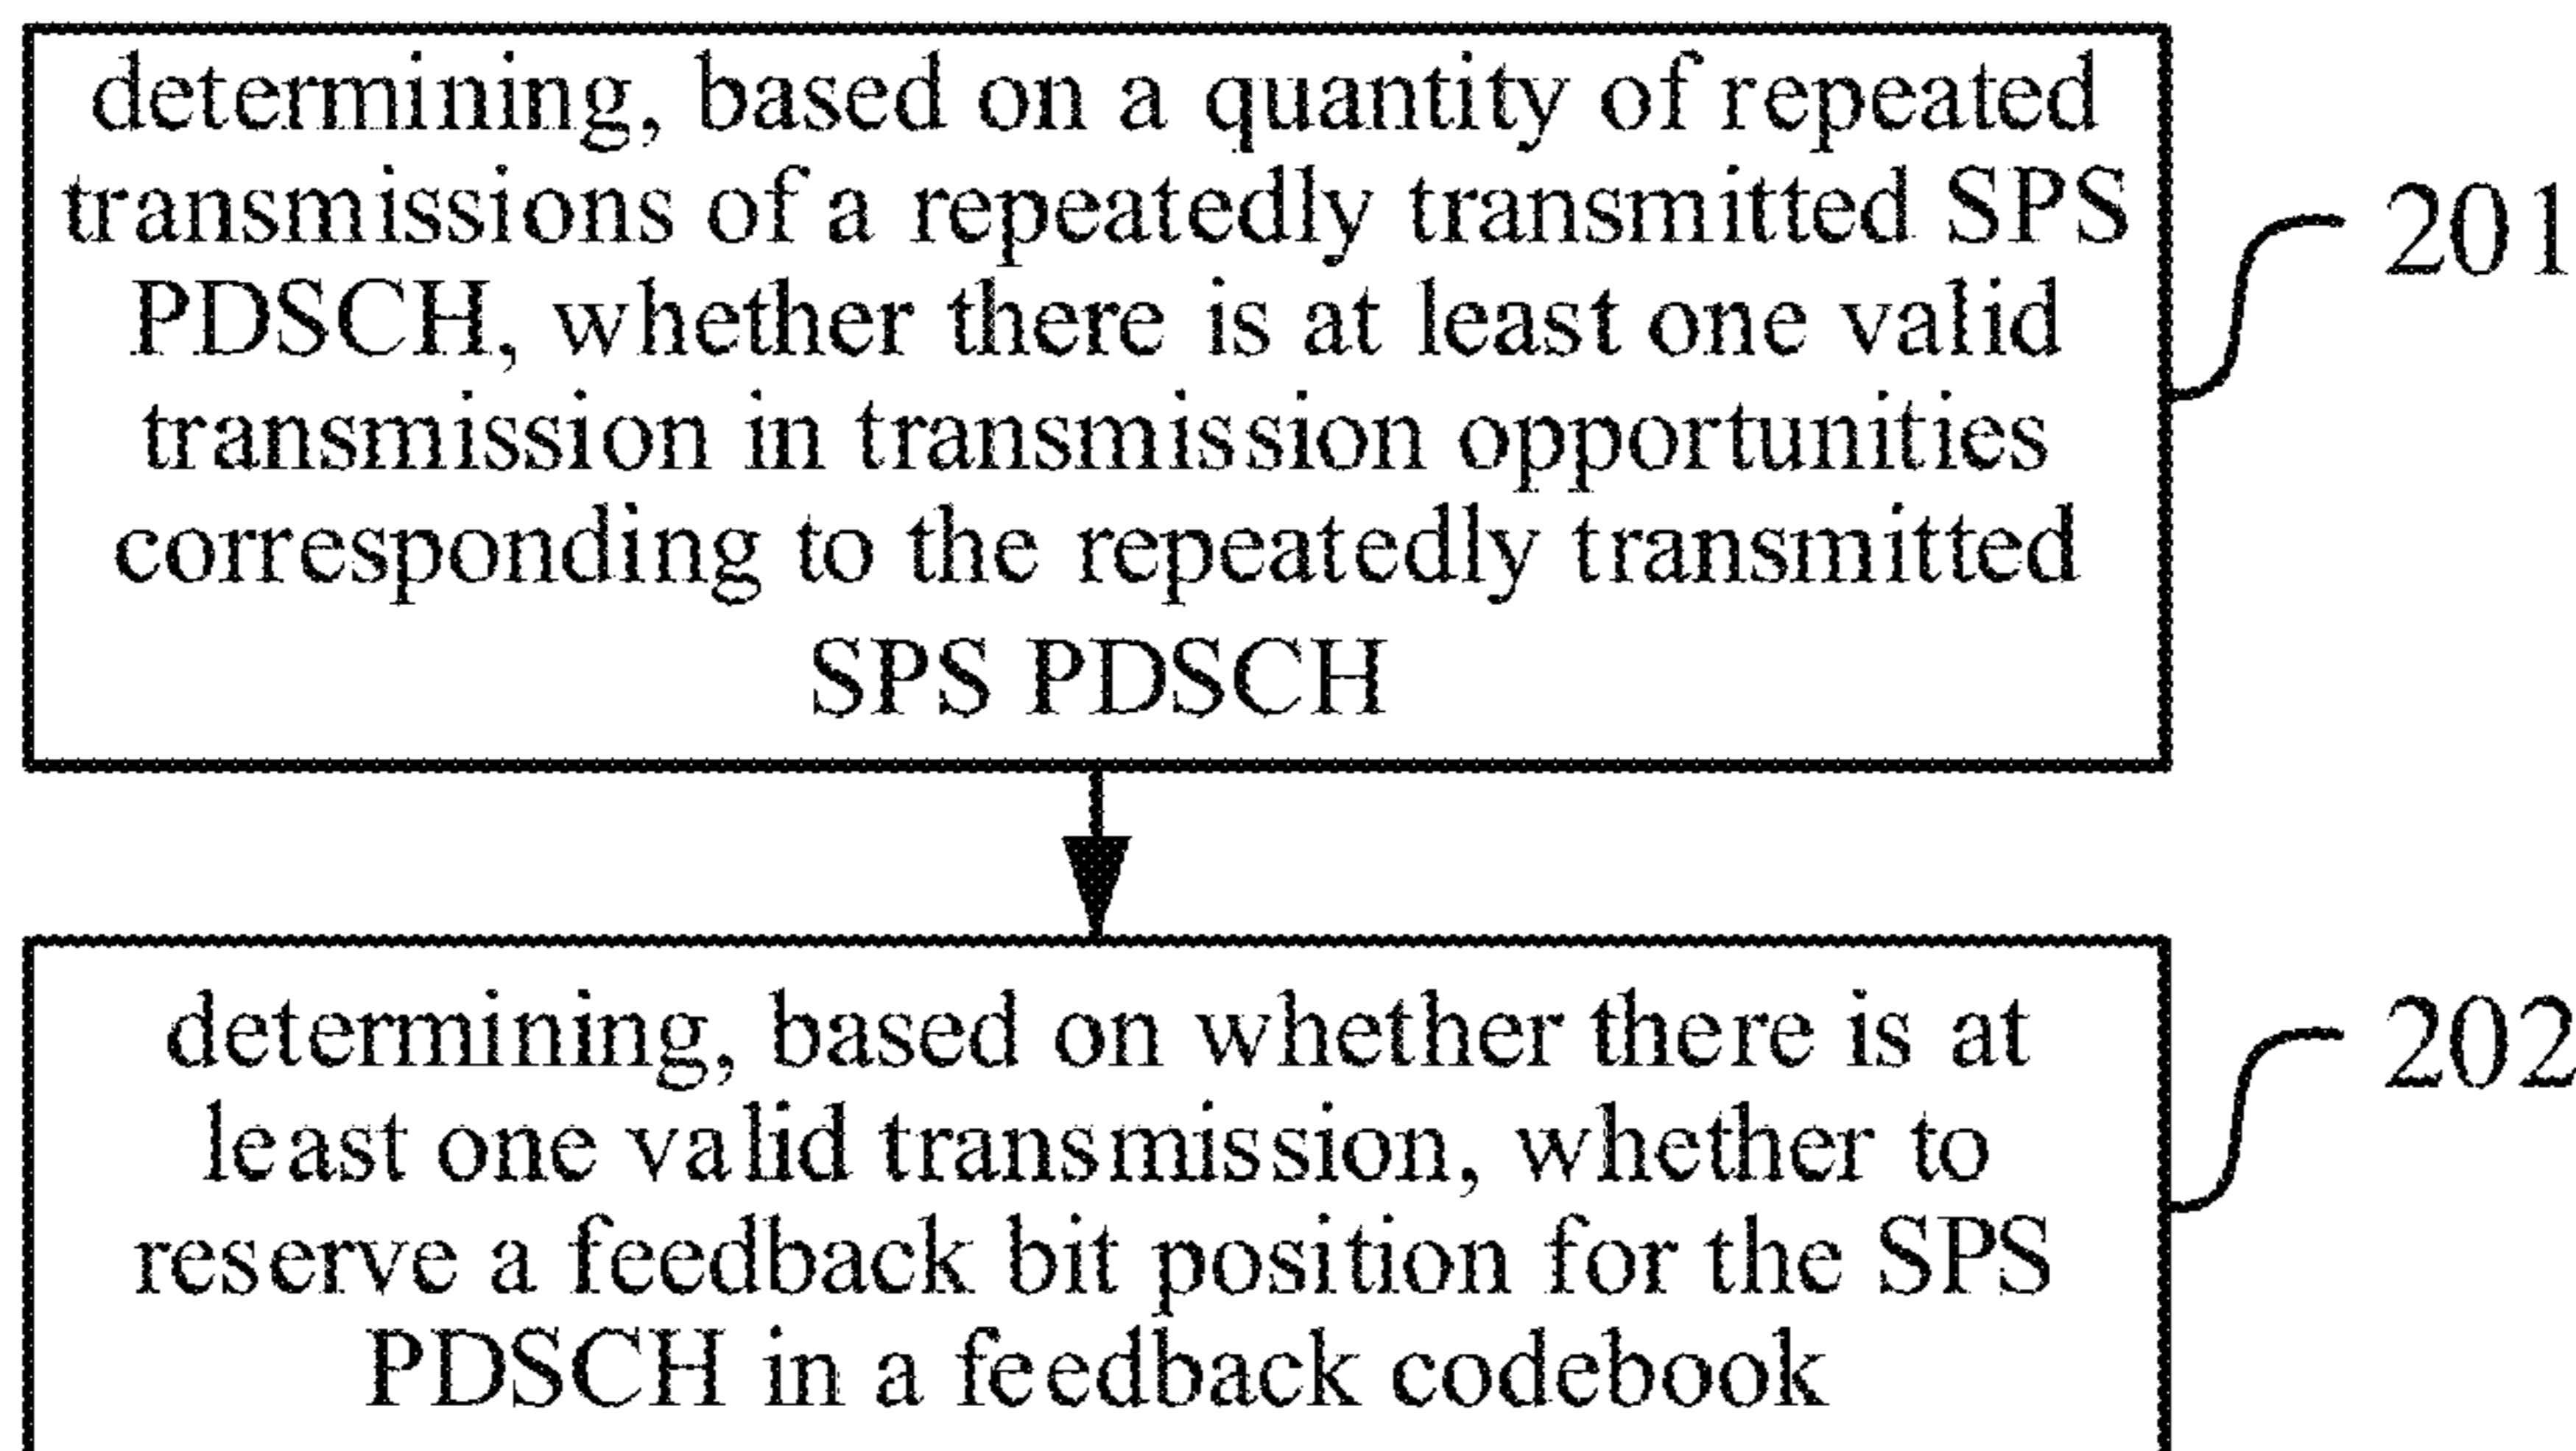 determining, based on a quantity of repeated
transmissions of a repeatedly transmitted SPS
PDSCH, whether there is at least one valid
transmission in transmission opportunities
corresponding to the repeatedly transmitted
SPS PDSCH
201
determining, based on whether there is at
least one valid transmission, whether to
reserve a feedback bit position for the SPS
PDSCH in a feedback codebook
202